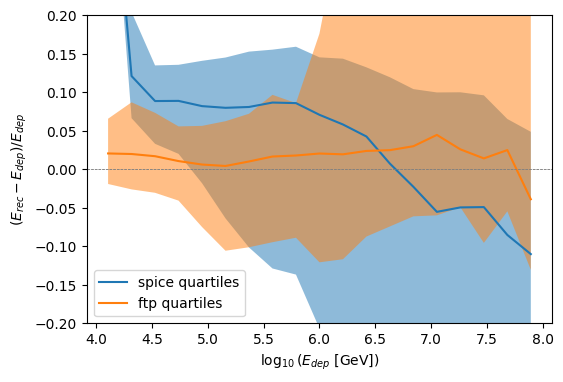 0.20
0.15
0.10
0.05
0.00
−0.05
−0.10
−0.15
−0.20
(E_rec − E_dep)/E_dep
spice quartiles
ftp quartiles
4.0 4.5 5.0 5.5 6.0 6.5 7.0 7.5 8.0
log₁₀(E_dep [GeV])